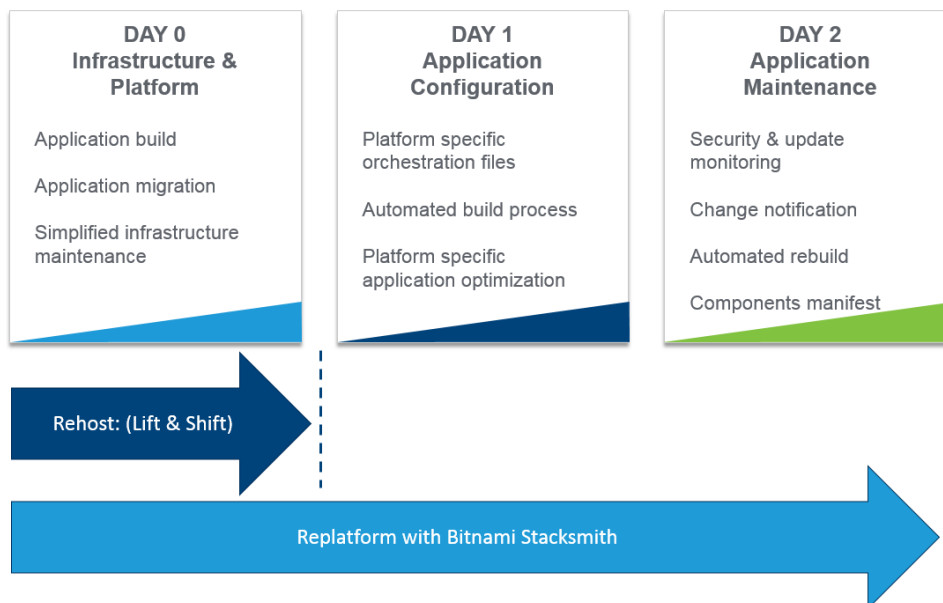 DAY 0
Infrastructure &
Platform
Application build
Application migration
Simplified infrastructure
maintenance
DAY 1
Application
Configuration
Platform specific
orchestration files
Automated build process
Platform specific
application optimization
DAY 2
Application
Maintenance
Security & update
monitoring
Change notification
Automated rebuild
Components manifest
Rehost: (Lift & Shift)
Replatform with Bitnami Stacksmith